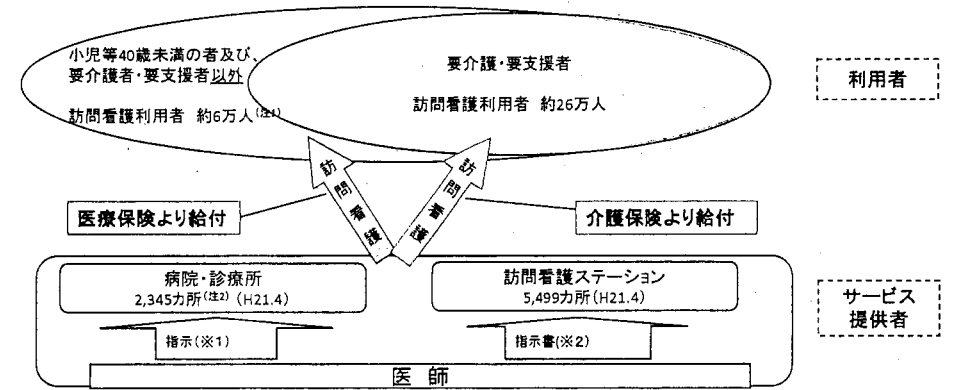 小児等40歳未満の者及び、
要介護者・要支援者以外
訪問看護利用者 約6万人(注1)
要介護・要支援者
訪問看護利用者 約26万人
利用者
訪問看護
訪問看護
医療保険より給付
介護保険より給付
病院・診療所
2,345カ所(注2) (H21.4)
訪問看護ステーション
5,499カ所(H21.4)
サービス
提供者
指示(※1)
指示書(※2)
医 師